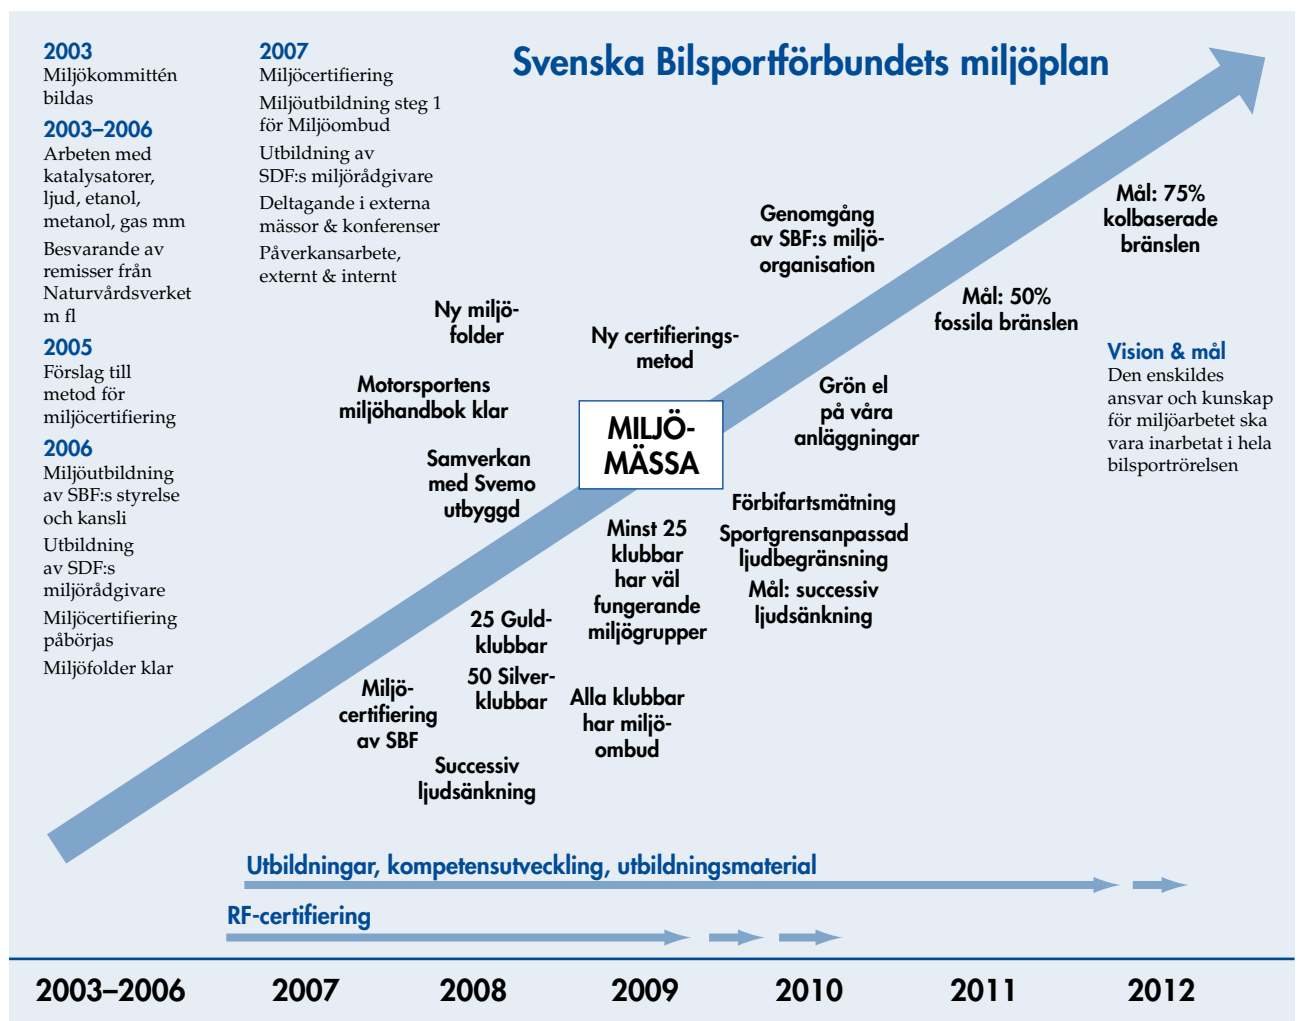 Svenska Bilsportförbundets miljöplan
2003
Miljökommittén
bildas
2003–2006
Arbeten med
katalysatorer,
ljud, etanol,
metanol, gas mm
Besvarande av
remisser från
Naturvårdsverket
m fl
2005
Förslag till
metod för
miljöcertifiering
2006
Miljöutbildning
av SBF:s styrelse
och kansli
Utbildning
av SDF:s
miljörådgivare
Miljöcertifiering
påbörjas
Miljöfolder klar
2007
Miljöcertifiering
Miljöutbildning steg 1
för Miljöombud
Utbildning av
SDF:s miljörådgivare
Deltagande i externa
mässor & konferenser
Påverkansarbete,
externt & internt
Ny miljö-
folder
Motorsportens
miljöhandbok klar
Samverkan
med Svemo
utbyggd
25 Guld-
klubbar
50 Silver-
klubbar
Miljö-
certifiering
av SBF
Successiv
ljudsänkning
Ny certifierings-
metod
MILJÖ-
MÄSSA
Minst 25
klubbar
har väl
fungerande
miljögrupper
Alla klubbar
har miljö-
ombud
Genomgång
av SBF:s miljö-
organisation
Grön el
på våra
anläggningar
Förbifartsmätning
Sportgrensanpassad
ljudbegränsning
Mål: successiv
ljudsänkning
Mål: 50%
fossila bränslen
Mål: 75%
kolbaserade
bränslen
Vision & mål
Den enskildes
ansvar och kunskap
för miljöarbetet ska
vara inarbetat i hela
bilsportrörelsen
Utbildningar, kompetensutveckling, utbildningsmaterial
RF-certifiering
2003–2006 2007 2008 2009 2010 2011 2012